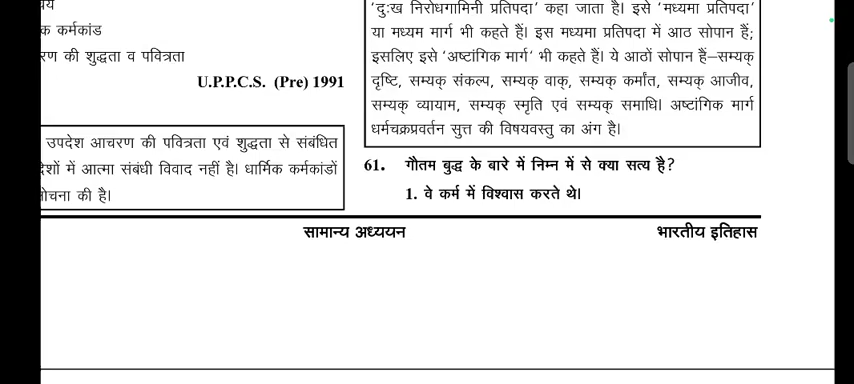 क कर्मकांड
रण की शुद्धता व पवित्रता
U.P.P.C.S. (Pre) 1991
उपदेश आचरण की पवित्रता एवं शुद्धता से संबंधित
देशों में आत्मा संबंधी विवाद नहीं है। धार्मिक कर्मकांडों
ोचना की है।
'दुःख निरोधगामिनी प्रतिपदा' कहा जाता है। इसे 'मध्यमा प्रतिपदा'
या मध्यम मार्ग भी कहते हैं। इस मध्यमा प्रतिपदा में आठ सोपान हैं;
इसलिए इसे 'अष्टांगिक मार्ग' भी कहते हैं। ये आठों सोपान हैं–सम्यक्
दृष्टि, सम्यक् संकल्प, सम्यक् वाक्, सम्यक् कर्मांत, सम्यक् आजीव,
सम्यक् व्यायाम, सम्यक् स्मृति एवं सम्यक् समाधि। अष्टांगिक मार्ग
धर्मचक्रप्रवर्तन सुत्त की विषयवस्तु का अंग है।
61. गौतम बुद्ध के बारे में निम्न में से क्या सत्य है?
1. वे कर्म में विश्वास करते थे।
सामान्य अध्ययन
भारतीय इतिहास